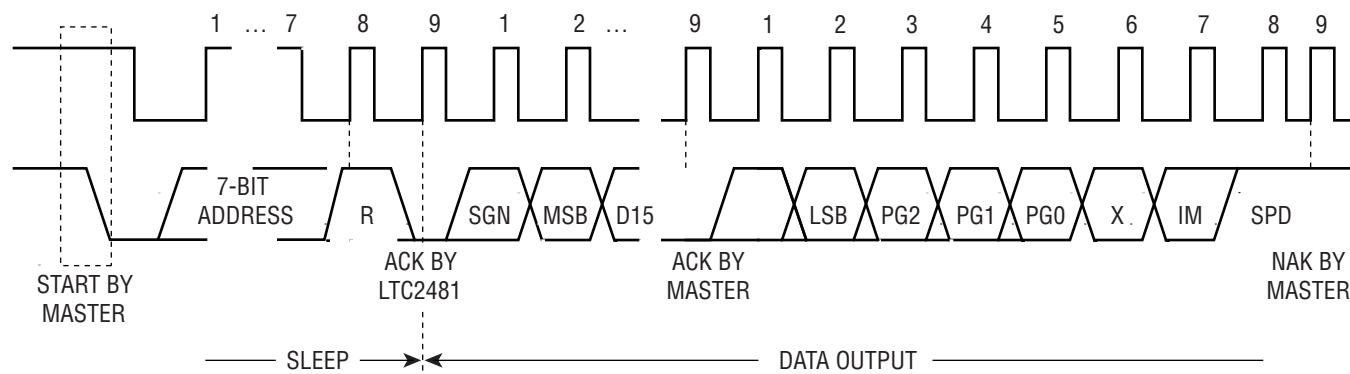 1 ... 7 8 9 1 2 ... 9 1 2 3 4 5 6 7 8 9
7-BIT
ADDRESS
R
SGN
MSB
D15
LSB
PG2
PG1
PG0
X
IM
SPD
START BY
MASTER
ACK BY
LTC2481
ACK BY
MASTER
NAK BY
MASTER
SLEEP
DATA OUTPUT